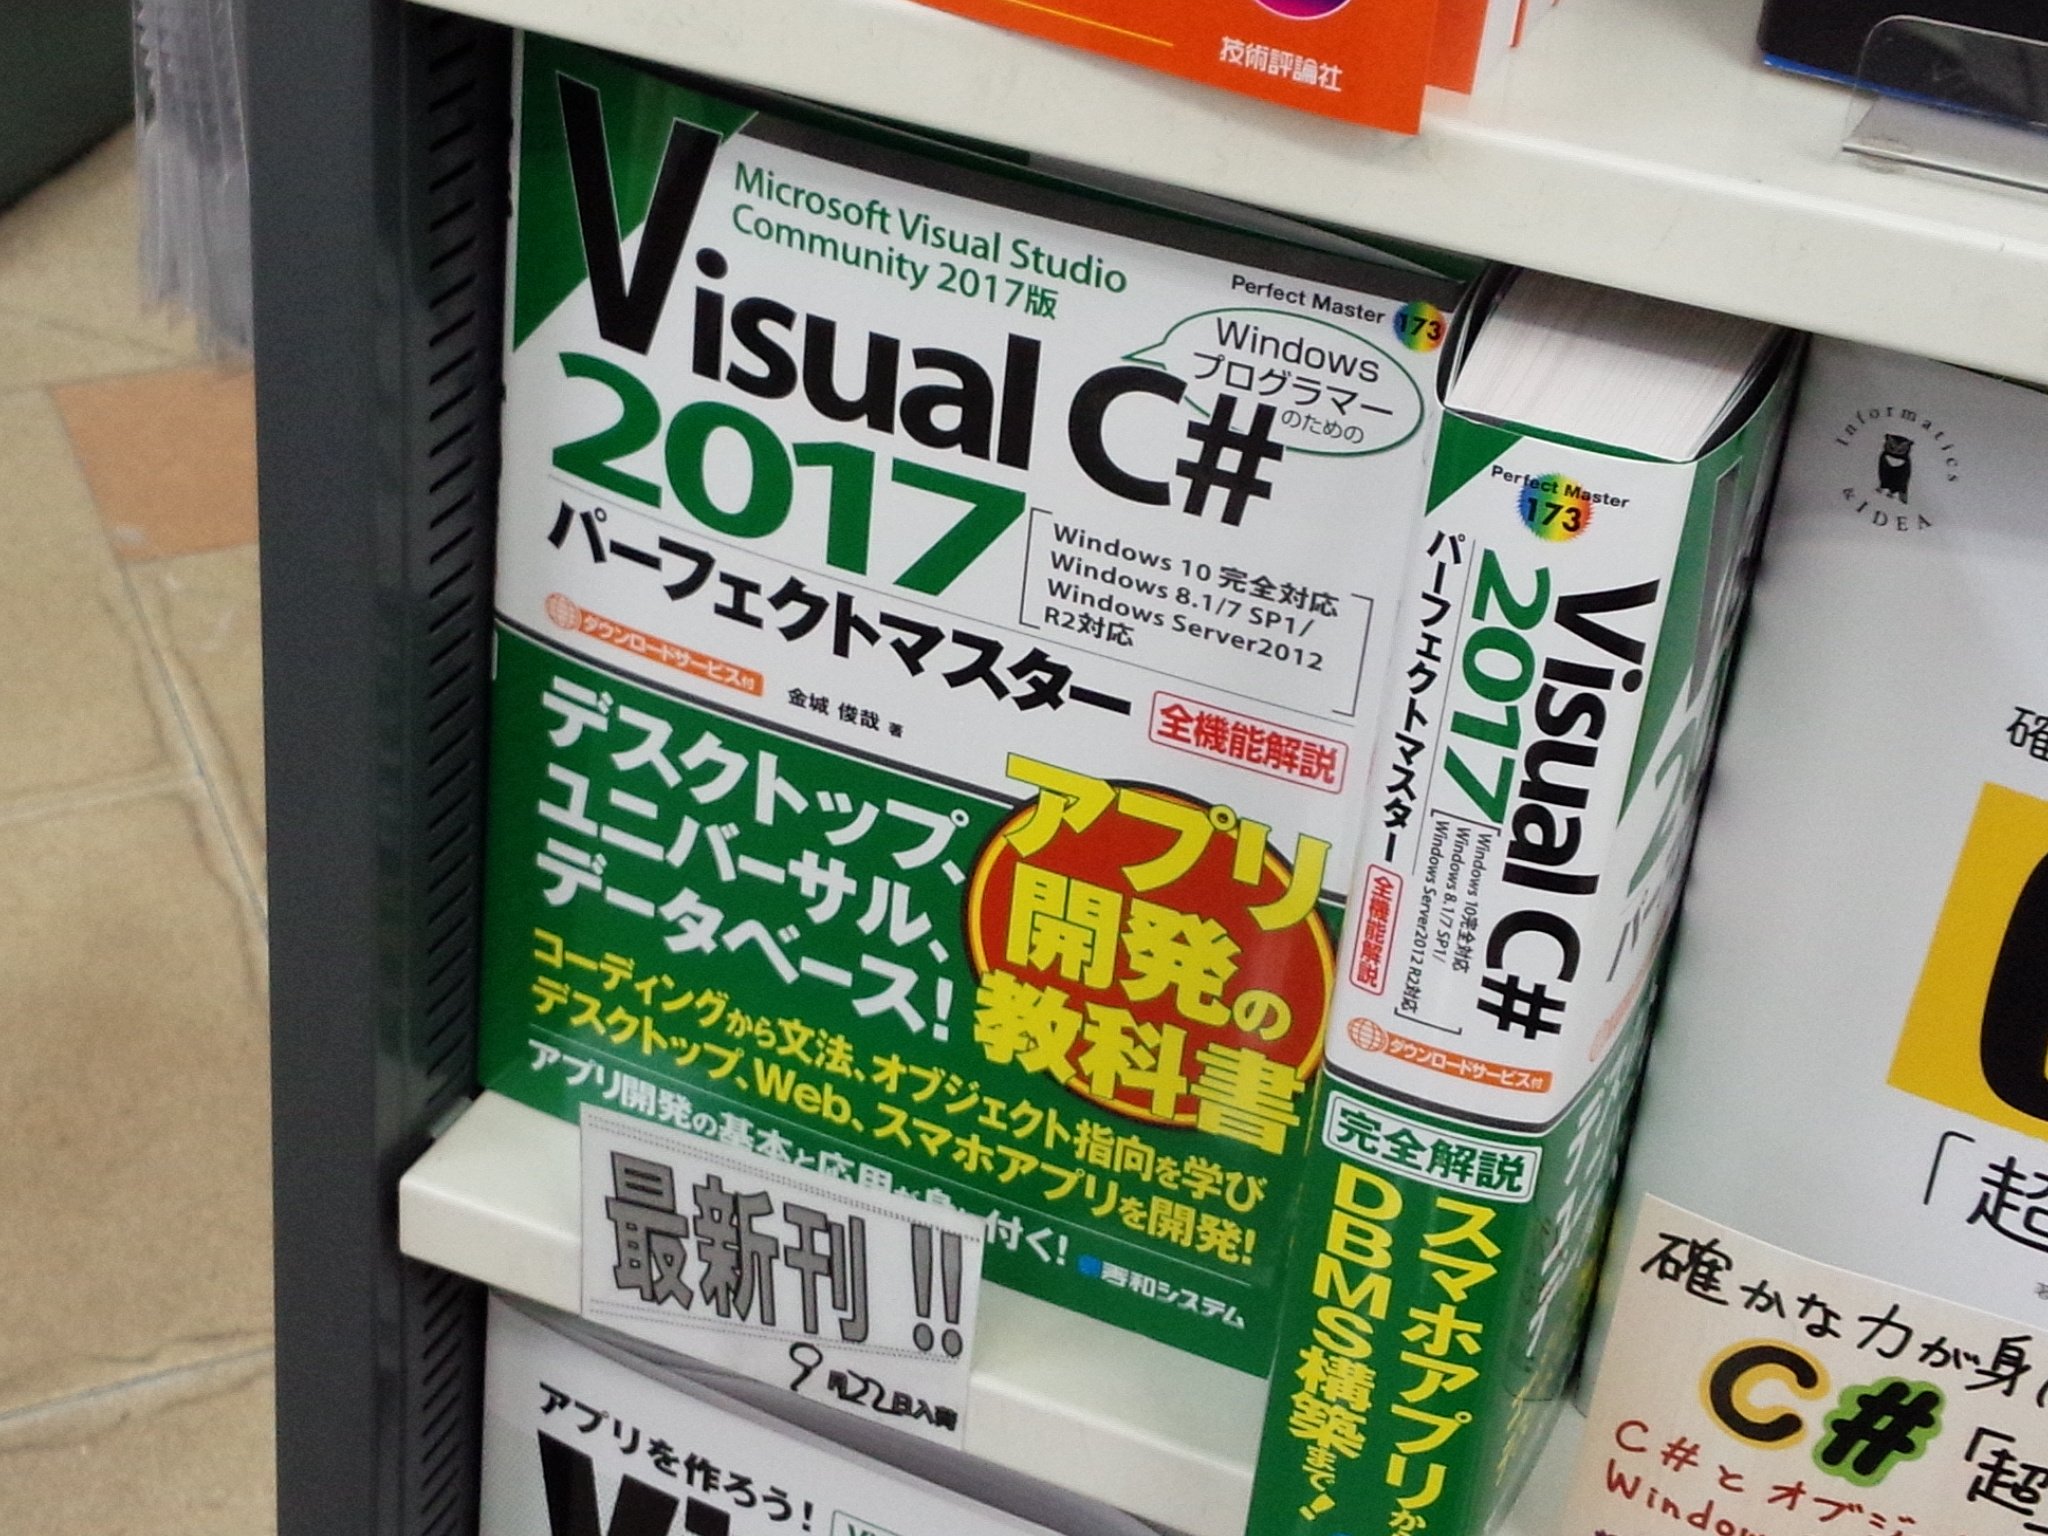 技術評論社
Microsoft Visual Studio
Community 2017版
Perfect Master 173
Windows
プログラマー
のための
Visual C#
2017
パーフェクトマスター
Windows 10 完全対応
Windows 8.1/7 SP1/
Windows Server2012
R2対応
ダウンロードサービス付
金城 俊哉 著
全機能解説
デスクトップ、
ユニバーサル、
データベース!
アプリ
開発の
教科書
コーディングから文法、オブジェクト指向を学び
デスクトップ、Web、スマホアプリを開発!
アプリ開発の基本と応用が身に付く!
秀和システム
最新刊!!
9月22日入荷
アプリを作ろう!
Perfect Master
173
Visual C#
2017
パーフェクトマスター
Windows 10完全対応
Windows 8.1/7 SP1/
Windows Server2012 R2対応
全機能解説
ダウンロードサービス付
完全解説
スマホアプリから
DBMS構築まで!
Informatics
&IDEA
確
「超
確かな力が身
C#「超
C#とオブジ
Window